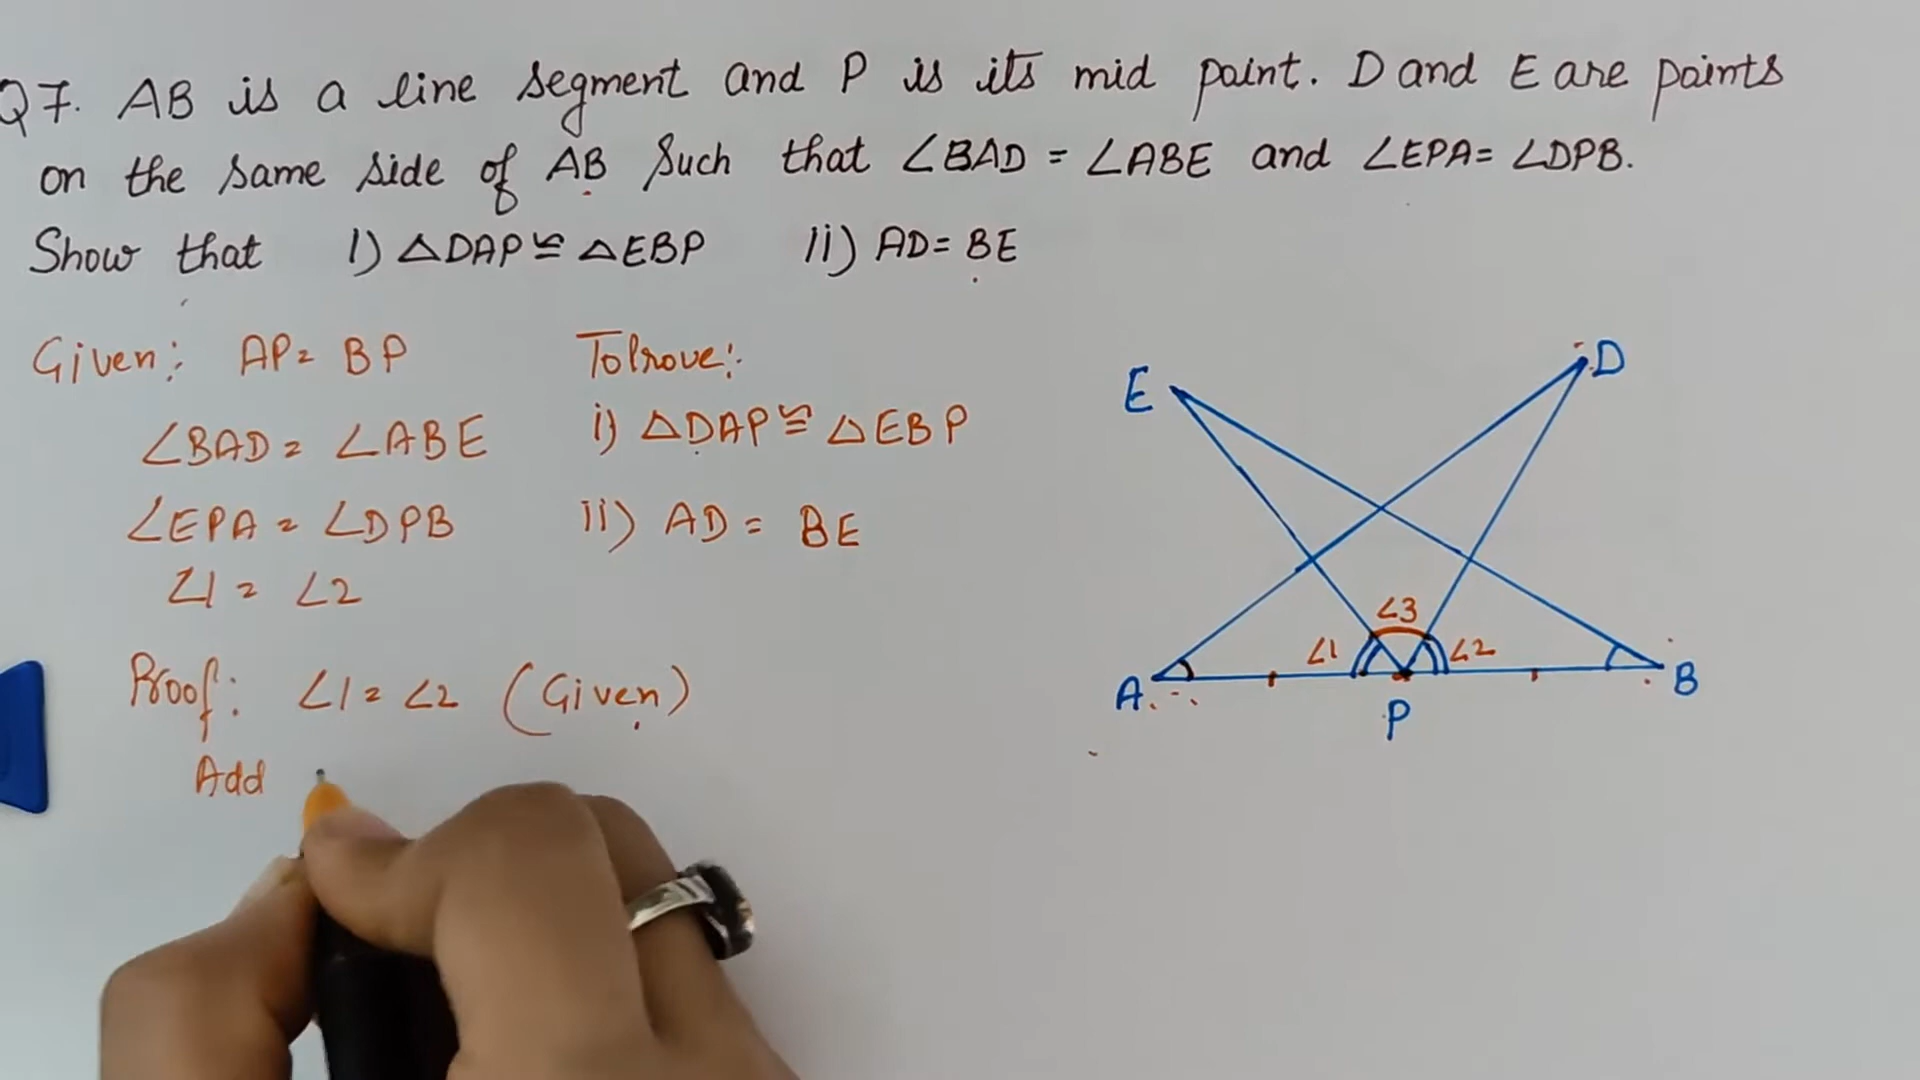 Q7. AB is a line segment and P is its mid point. D and E are points
on the same side of AB Such that ∠BAD = ∠ABE and ∠EPA = ∠DPB.
Show that I) △DAP ≅ △EBP II) AD = BE
Given: AP = BP
∠BAD = ∠ABE
∠EPA = ∠DPB
∠1 = ∠2
To Prove:
i) △DAP ≅ △EBP
ii) AD = BE
Proof: ∠1 = ∠2 (Given)
Add
E
D
∠3
∠1
∠2
A
P
B